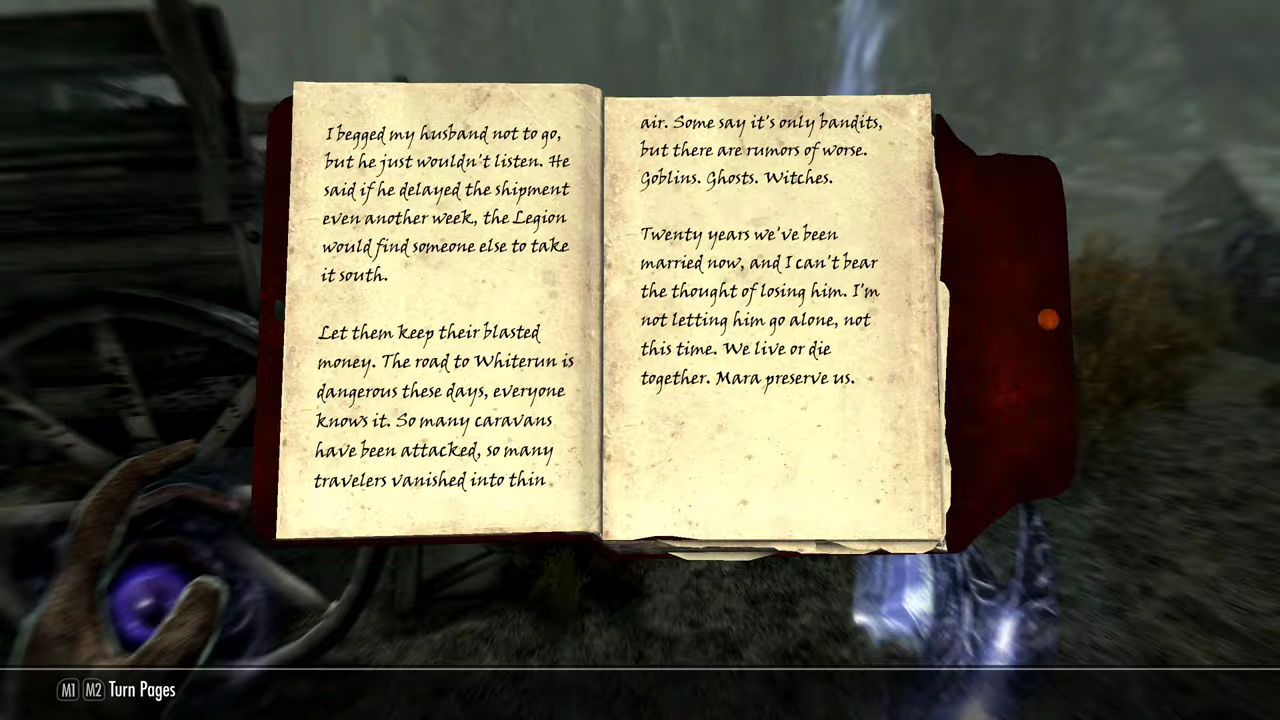 I begged my husband not to go,
but he just wouldn't listen. He
said if he delayed the shipment
even another week, the Legion
would find someone else to take
it south.
Let them keep their blasted
money. The road to Whiterun is
dangerous these days, everyone
knows it. So many caravans
have been attacked, so many
travelers vanished into thin
air. Some say it's only bandits,
but there are rumors of worse.
Goblins. Ghosts. Witches.
Twenty years we've been
married now, and I can't bear
the thought of losing him. I'm
not letting him go alone, not
this time. We live or die
together. Mara preserve us.
M1 M2 Turn Pages